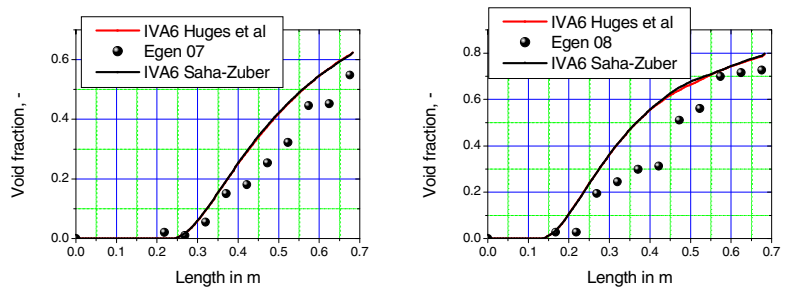 IVA6 Huges et al
Egen 07
IVA6 Saha-Zuber
Void fraction, -
0.6
0.4
0.2
0.0
0.0 0.1 0.2 0.3 0.4 0.5 0.6 0.7
Length in m
IVA6 Huges et al
Egen 08
IVA6 Saha-Zuber
Void fraction, -
0.8
0.6
0.4
0.2
0.0
0.0 0.1 0.2 0.3 0.4 0.5 0.6 0.7
Length in m